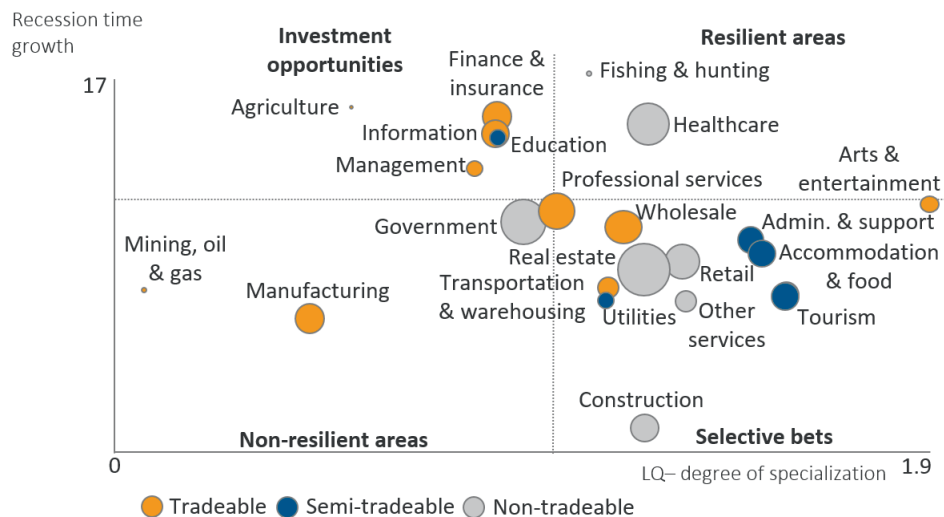 Recession time
growth
Investment
opportunities
Resilient areas
17
Finance &
insurance
Fishing & hunting
Agriculture
Information
Healthcare
Education
Management
Arts &
entertainment
Professional services
Government
Wholesale
Admin. & support
Mining, oil
& gas
Real estate
Accommodation
& food
Retail
Transportation
& warehousing
Manufacturing
Utilities
Other
services
Tourism
Construction
Non-resilient areas
Selective bets
0
LQ– degree of specialization
1.9
Tradeable
Semi-tradeable
Non-tradeable